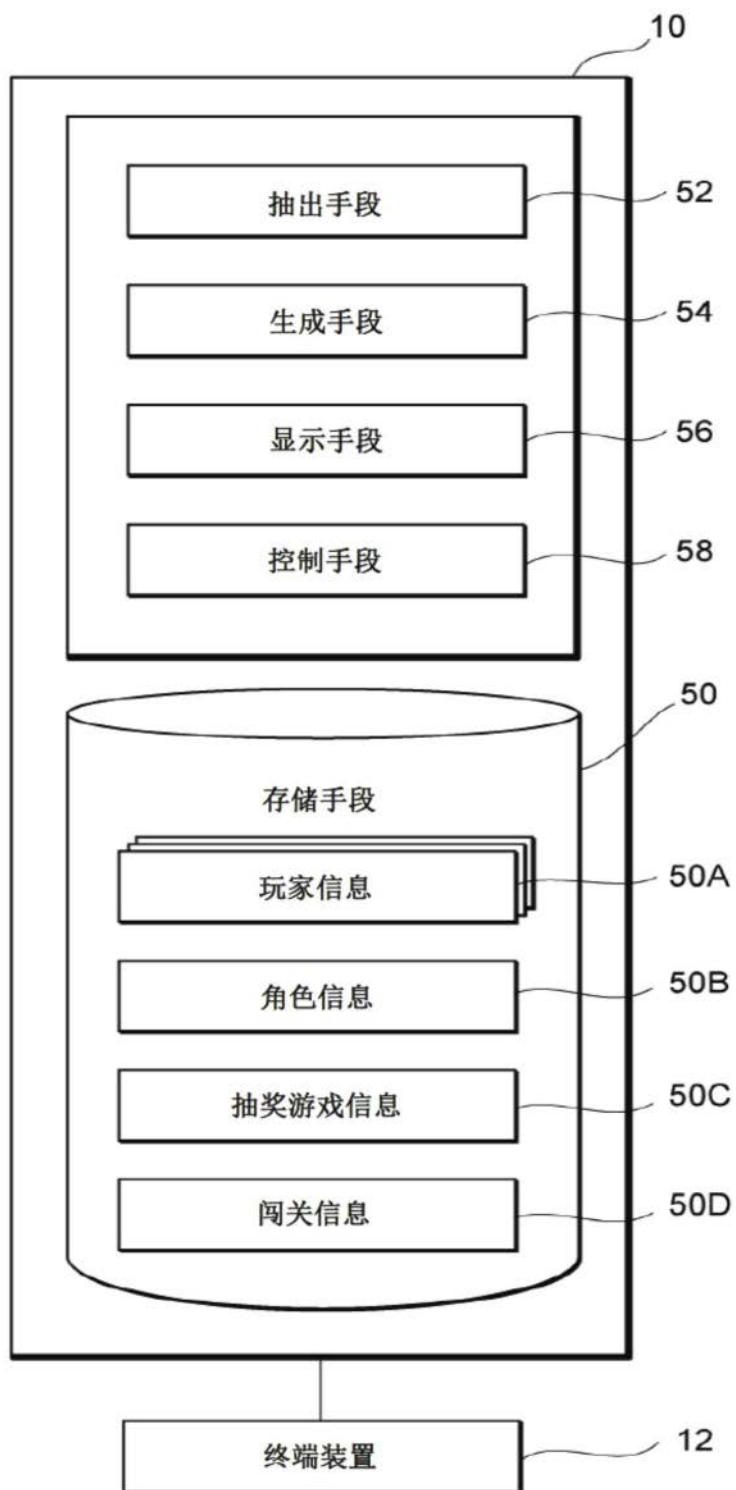 10
抽出手段 52
生成手段 54
显示手段 56
控制手段 58
50
存储手段
玩家信息 50A
角色信息 50B
抽奖游戏信息 50C
闯关信息 50D
终端装置 12